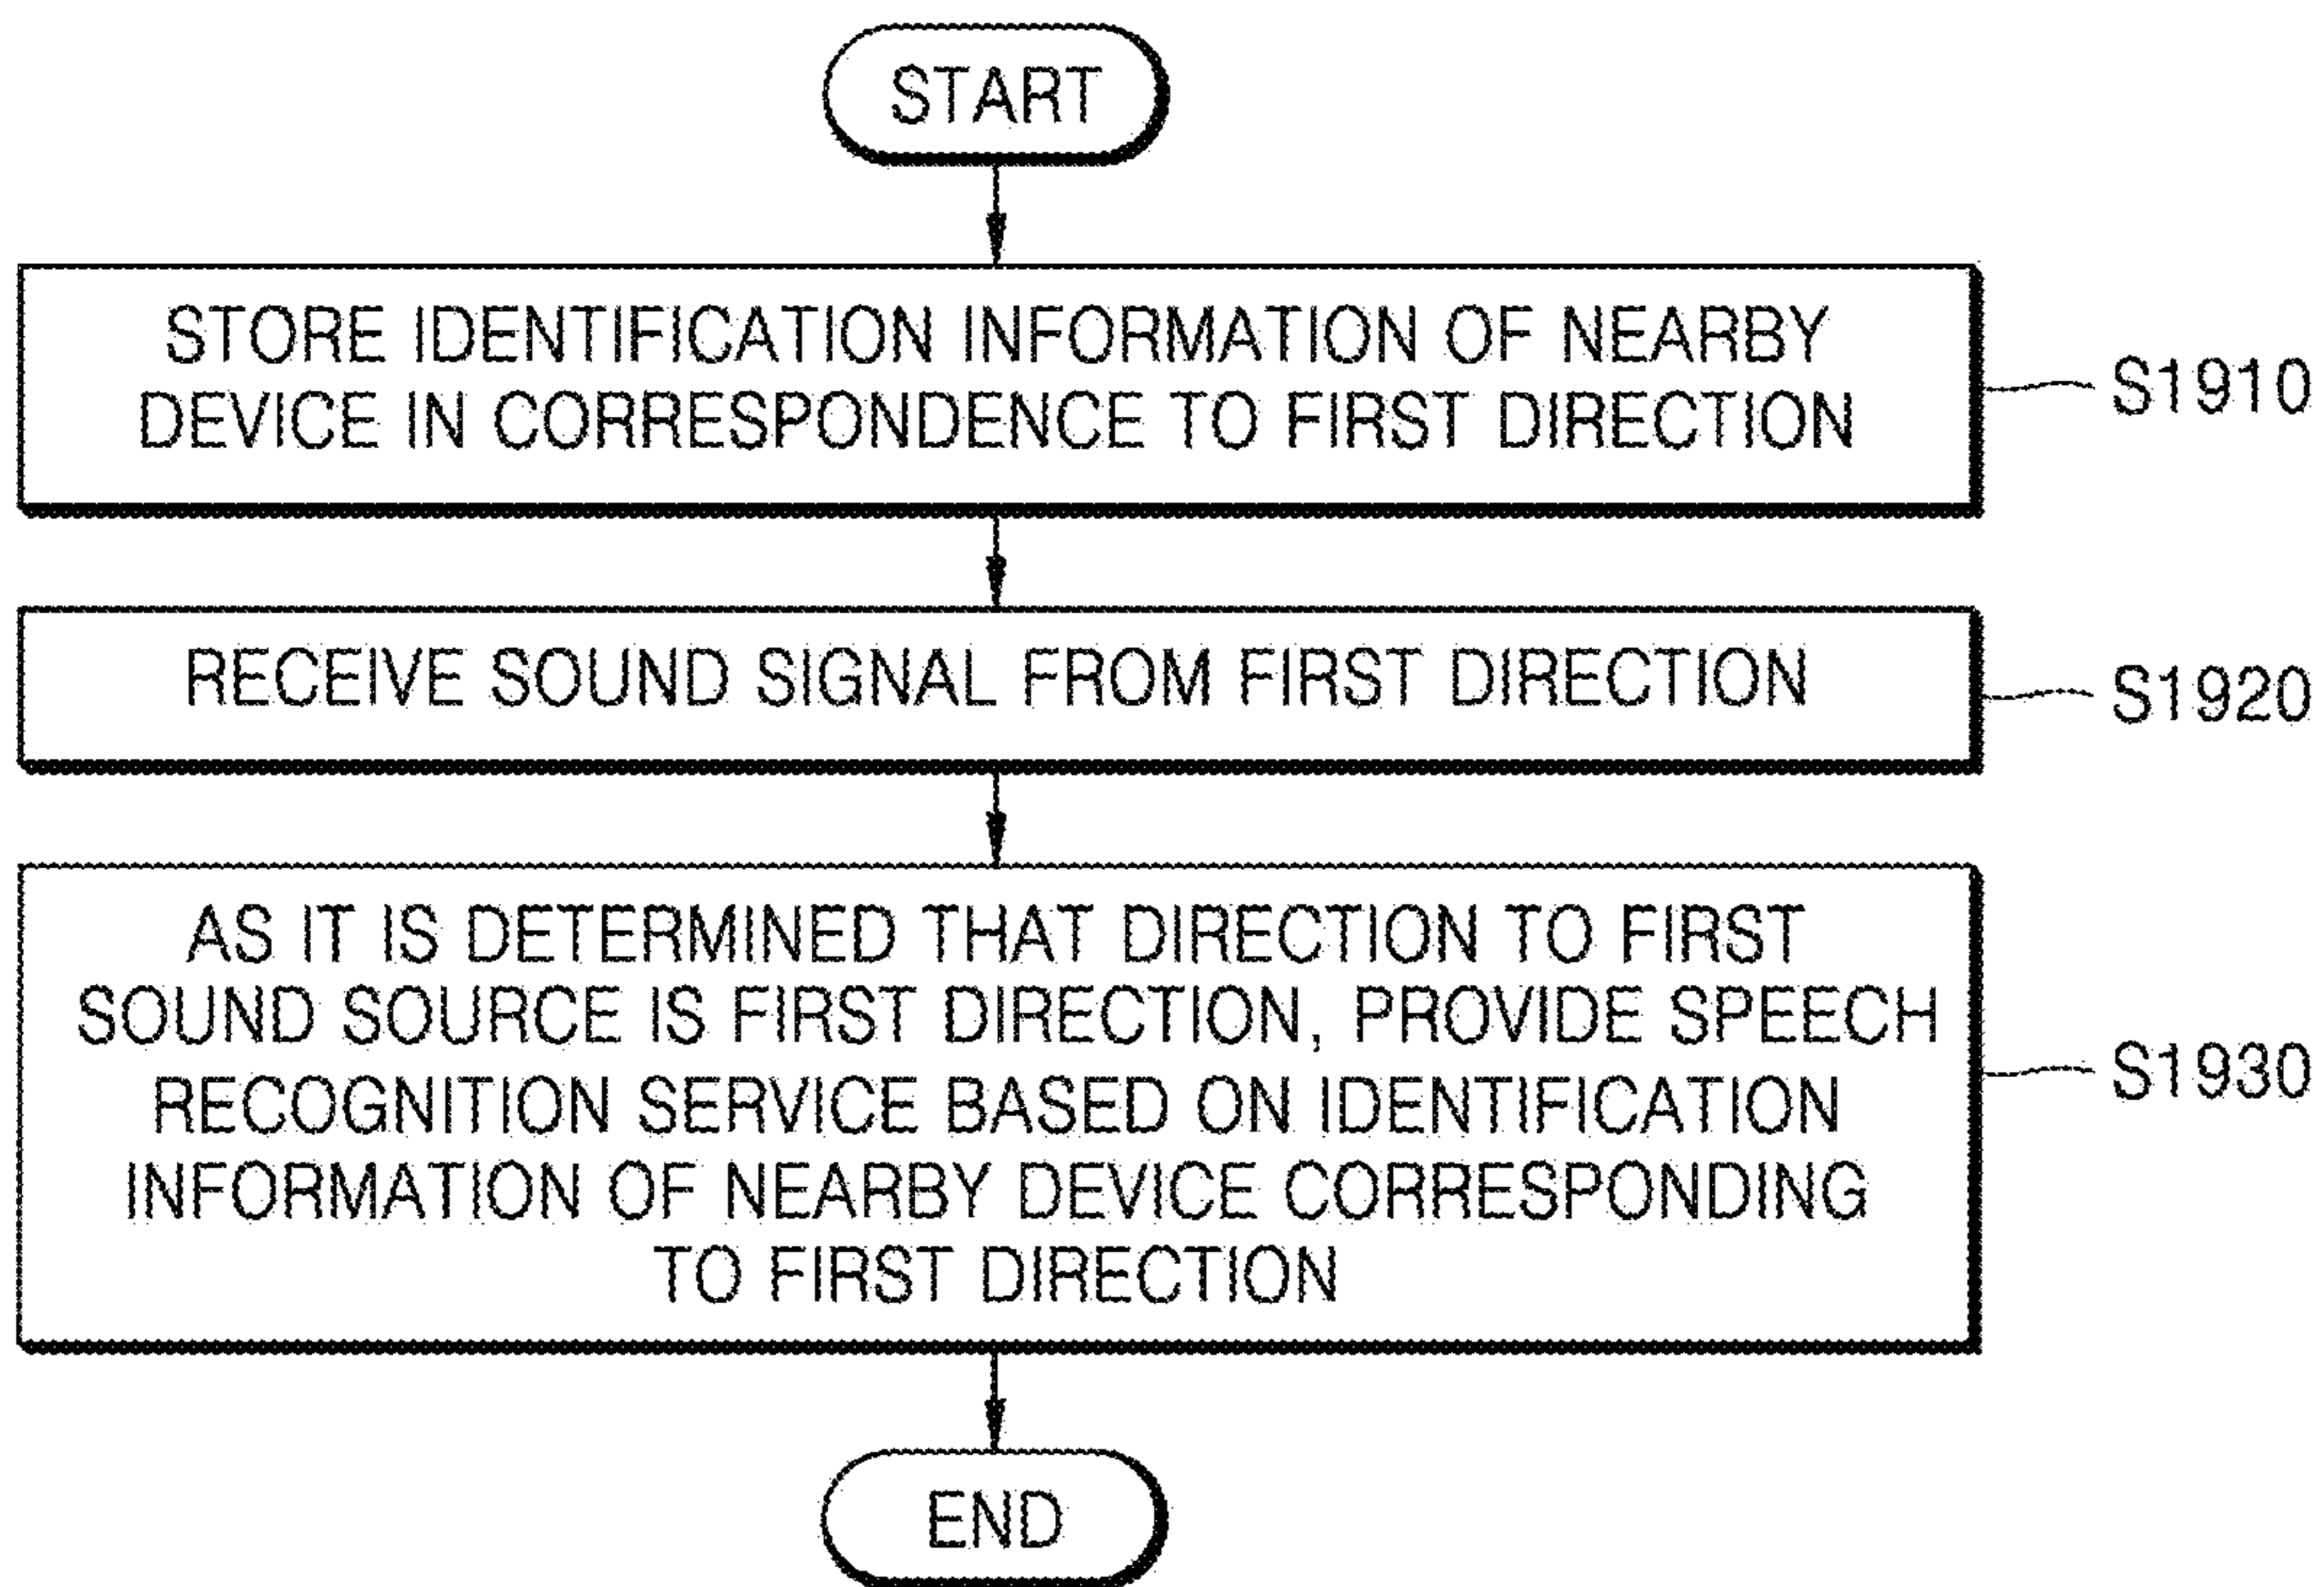 START
STORE IDENTIFICATION INFORMATION OF NEARBY
DEVICE IN CORRESPONDENCE TO FIRST DIRECTION
S1910
RECEIVE SOUND SIGNAL FROM FIRST DIRECTION
S1920
AS IT IS DETERMINED THAT DIRECTION TO FIRST
SOUND SOURCE IS FIRST DIRECTION, PROVIDE SPEECH
RECOGNITION SERVICE BASED ON IDENTIFICATION
INFORMATION OF NEARBY DEVICE CORRESPONDING
TO FIRST DIRECTION
S1930
END